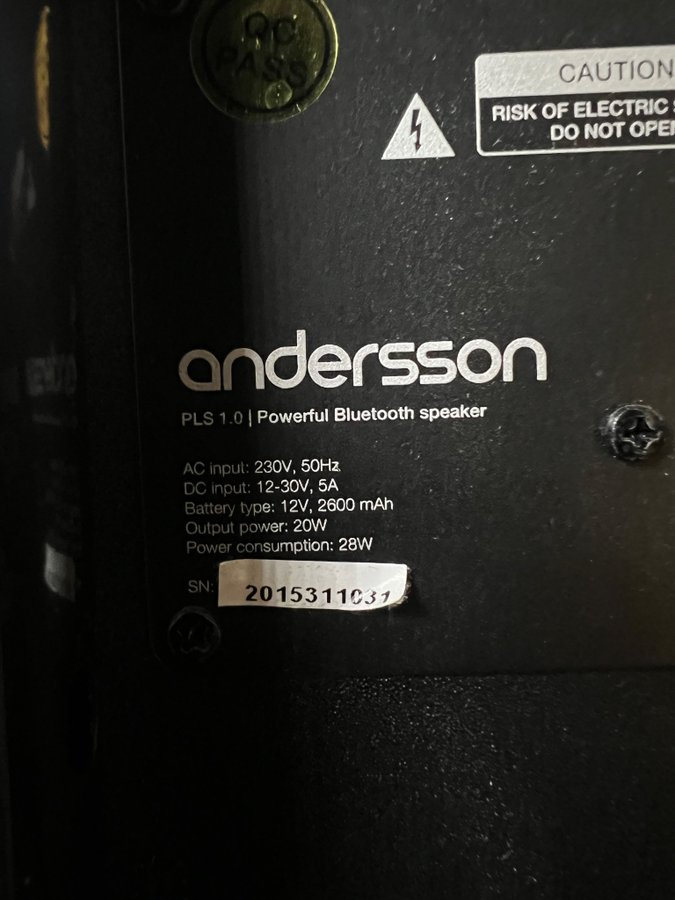 QC
PASS
CAUTION
RISK OF ELECTRIC
DO NOT OPEN
andersson
PLS 1.0 | Powerful Bluetooth speaker
AC input: 230V, 50Hz
DC input: 12-30V, 5A
Battery type: 12V, 2600 mAh
Output power: 20W
Power consumption: 28W
SN: 2015311031